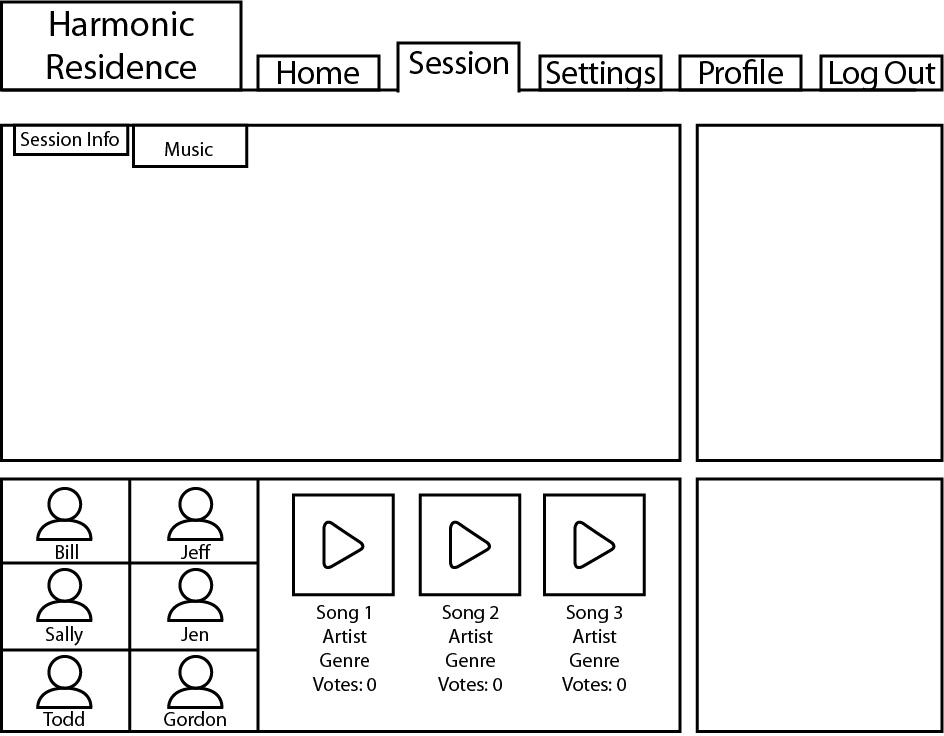 Harmonic
Residence
Home
Session
Settings
Profile
Log Out
Session Info
Music
Bill
Jeff
Sally
Jen
Todd
Gordon
Song 1
Artist
Genre
Votes: 0
Song 2
Artist
Genre
Votes: 0
Song 3
Artist
Genre
Votes: 0